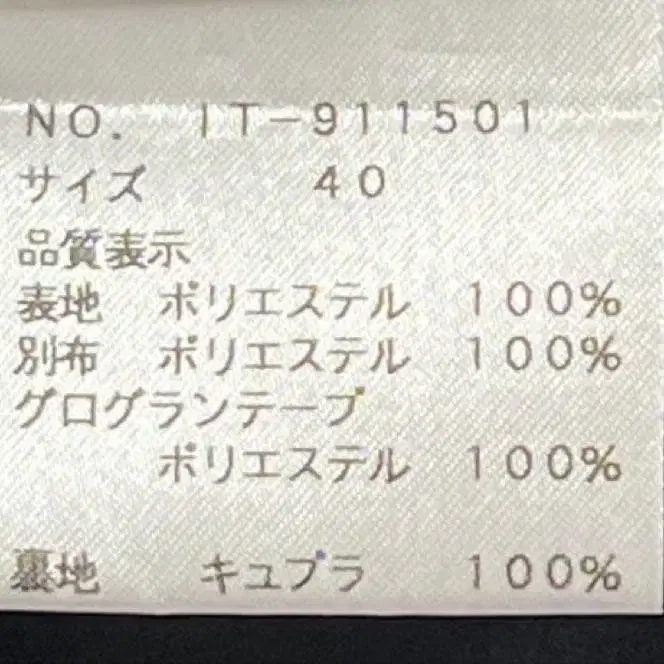 NO. IT-911501
サイズ 40
品質表示
表地 ポリエステル 100%
別布 ポリエステル 100%
グログランテープ
ポリエステル 100%
裏地 キュプラ 100%